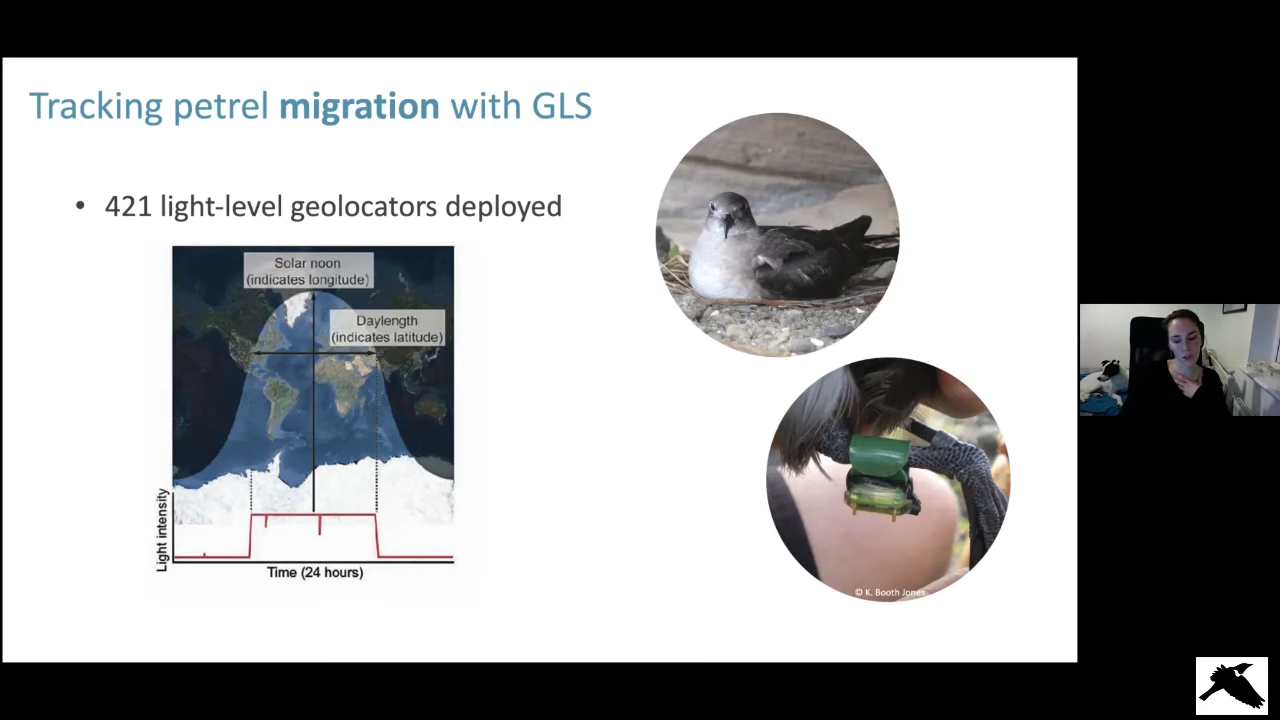 Tracking petrel migration with GLS
• 421 light-level geolocators deployed
Solar noon
(indicates longitude)
Daylength
(indicates latitude)
Light intensity
Time (24 hours)
© K. Booth Jones